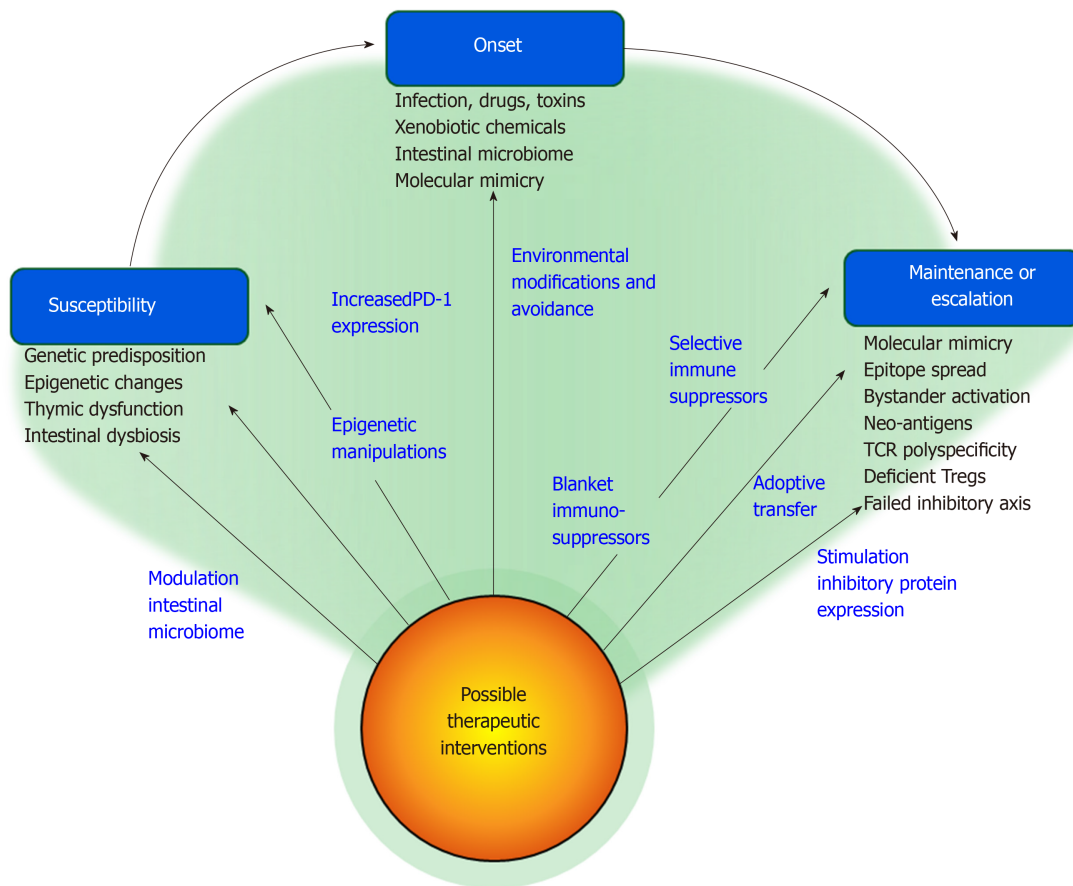 Onset
Infection, drugs, toxins
Xenobiotic chemicals
Intestinal microbiome
Molecular mimicry
Susceptibility
Genetic predisposition
Epigenetic changes
Thymic dysfunction
Intestinal dysbiosis
Maintenance or
escalation
Molecular mimicry
Epitope spread
Bystander activation
Neo-antigens
TCR polyspecificity
Deficient Tregs
Failed inhibitory axis
IncreasedPD-1
expression
Environmental
modifications and
avoidance
Selective
immune
suppressors
Epigenetic
manipulations
Blanket
immuno-
suppressors
Adoptive
transfer
Modulation
intestinal
microbiome
Stimulation
inhibitory protein
expression
Possible
therapeutic
interventions